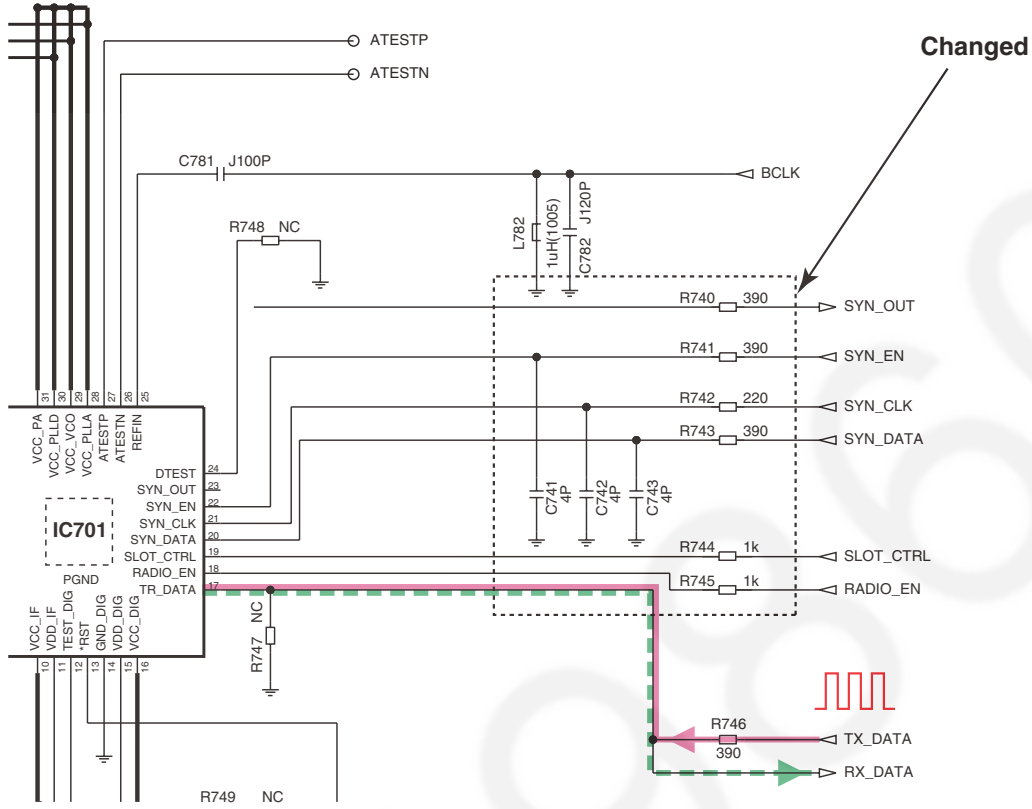 ATESTP
Changed
ATESTN
C781 J100P
BCLK
L782
1uH(1005)
C782 J120P
R748 NC
R740 390 SYN_OUT
R741 390 SYN_EN
R742 220 SYN_CLK
R743 390 SYN_DATA
31 30 29 28 27 26 25
VCC_PA
VCC_PLLD
VCC_VCO
VCC_PLLA
ATESTP
ATESTN
REFIN
DTEST 24
SYN_OUT 23
SYN_EN 22
SYN_CLK 21
SYN_DATA 20
SLOT_CTRL 19
RADIO_EN 18
TR_DATA 17
IC701
PGND
C741 4P
C742 4P
C743 4P
R744 1k SLOT_CTRL
R745 1k RADIO_EN
VCC_IF
VDD_IF
TEST_DIG
*RST
GND_DIG
VDD_DIG
VCC_DIG
10 11 12 13 14 15 16
R747 NC
R746
390
TX_DATA
RX_DATA
R749 NC